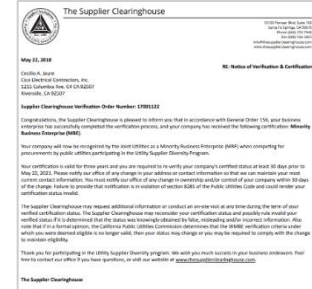 The Supplier Clearinghouse
10100 Pioneer Blvd, Suite 103
Santa Fe Springs, CA 90670
May 22, 2018
RE: Notice of Verification & Certification
Cecilio A. Jaure
Cico Electrical Contractors, Inc.
Riverside, CA 92507
Supplier Clearinghouse Verification Order Number: 17001122
Congratulations, the Supplier Clearinghouse is pleased to inform you that in accordance with General Order 156, your business
enterprise has successfully completed the verification process, and your company has received the following certification: Minority
Business Enterprise (MBE).
Your company will now be recognized by the Joint Utilities as a Minority Business Enterprise (MBE) when competing for
procurements by public utilities participating in the Utility Supplier Diversity Program.
Your certification is valid for three years and you are required to re-verify your company's certified status at least 30 days prior to
May 22, 2021. Please notify our office of any change in your address or contact information so that we can maintain your most
current contact information. You must notify our office of any change in ownership and/or control of your company within 30 days
of the change. Failure to provide that notification is in violation of section 8285 of the Public Utilities Code and could render your
certification status invalid.
The Supplier Clearinghouse may request additional information or conduct an on-site visit at any time during the term of your
verified certification status. The Supplier Clearinghouse may reconsider your certification status and possibly rule invalid your
verified status if it is determined that the status was knowingly obtained by false, misleading and/or incorrect information. Also
note that if in a formal opinion, the California Public Utilities Commission determines that the WMBE verification criteria under
which you were deemed eligible is no longer valid, then your status may change or you may be required to comply with the change
to maintain eligibility.
Thank you for participating in the Utility Supplier Diversity program. We wish you much success in your business endeavors. Feel
free to contact our office if you have questions, or visit our website at www.thesupplierclearinghouse.com.
The Supplier Clearinghouse